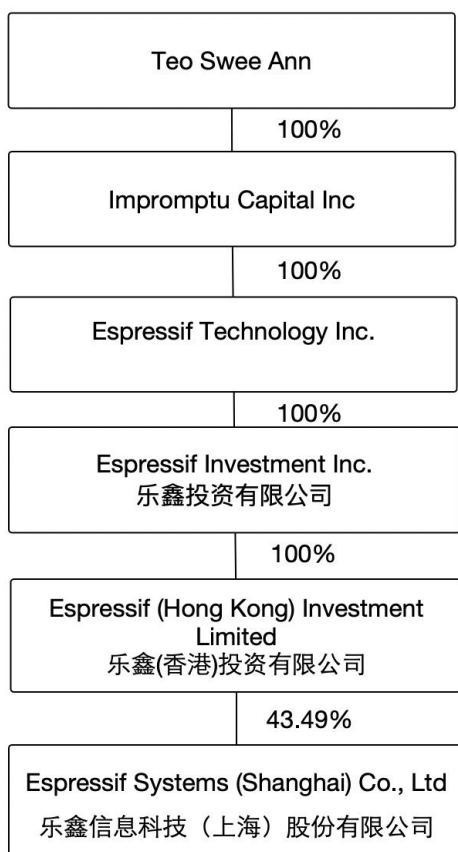 Teo Swee Ann
100%
Impromptu Capital Inc
100%
Espressif Technology Inc.
100%
Espressif Investment Inc.
乐鑫投资有限公司
100%
Espressif (Hong Kong) Investment
Limited
乐鑫(香港)投资有限公司
43.49%
Espressif Systems (Shanghai) Co., Ltd
乐鑫信息科技（上海）股份有限公司